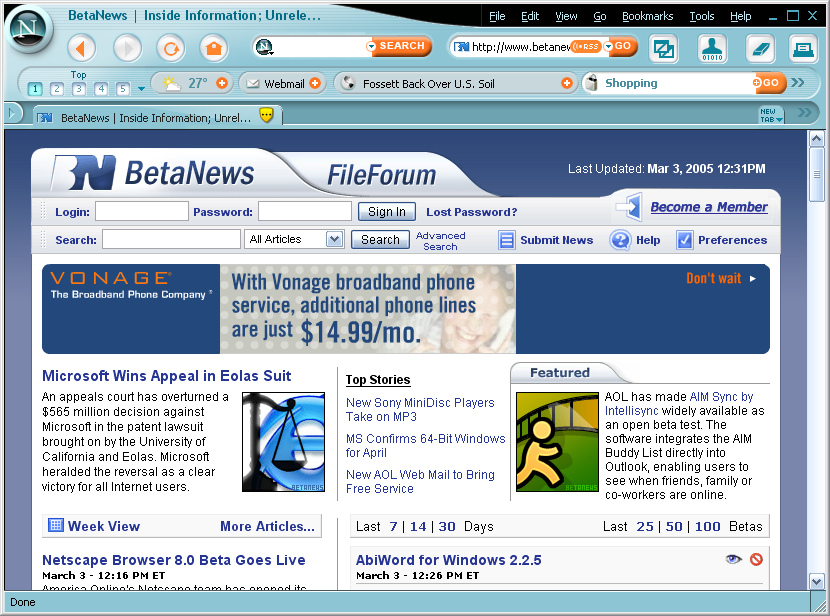 BetaNews | Inside Information; Unrele...
File Edit View Go Bookmarks Tools Help
N
SEARCH
http://www.betanew
RSS
GO
01010
Top
1 2 3 4 5
27°
Webmail
Fossett Back Over U.S. Soil
Shopping
GO
BetaNews | Inside Information; Unrel...
NEW
TAB
BN BetaNews
FileForum
Last Updated: Mar 3, 2005 12:31PM
Login:
Password:
Sign In
Lost Password?
Become a Member
Search:
All Articles
Search
Advanced
Search
Submit News
Help
Preferences
VONAGE®
The Broadband Phone Company ®
With Vonage broadband phone
service, additional phone lines
are just $14.99/mo.
Don't wait
Microsoft Wins Appeal in Eolas Suit
An appeals court has overturned a
$565 million decision against
Microsoft in the patent lawsuit
brought on by the University of
California and Eolas. Microsoft
heralded the reversal as a clear
victory for all Internet users.
BETANEWS
Top Stories
New Sony MiniDisc Players
Take on MP3
MS Confirms 64-Bit Windows
for April
New AOL Web Mail to Bring
Free Service
Featured
BETANEWS
AOL has made AIM Sync by
Intellisync widely available as
an open beta test. The
software integrates the AIM
Buddy List directly into
Outlook, enabling users to
see when friends, family or
co-workers are online.
Week View
More Articles...
Last 7 | 14 | 30 Days
Last 25 | 50 | 100 Betas
Netscape Browser 8.0 Beta Goes Live
March 3 - 12:16 PM ET
America Online's Netscape team has opened its
AbiWord for Windows 2.2.5
March 3 - 12:26 PM ET
Done